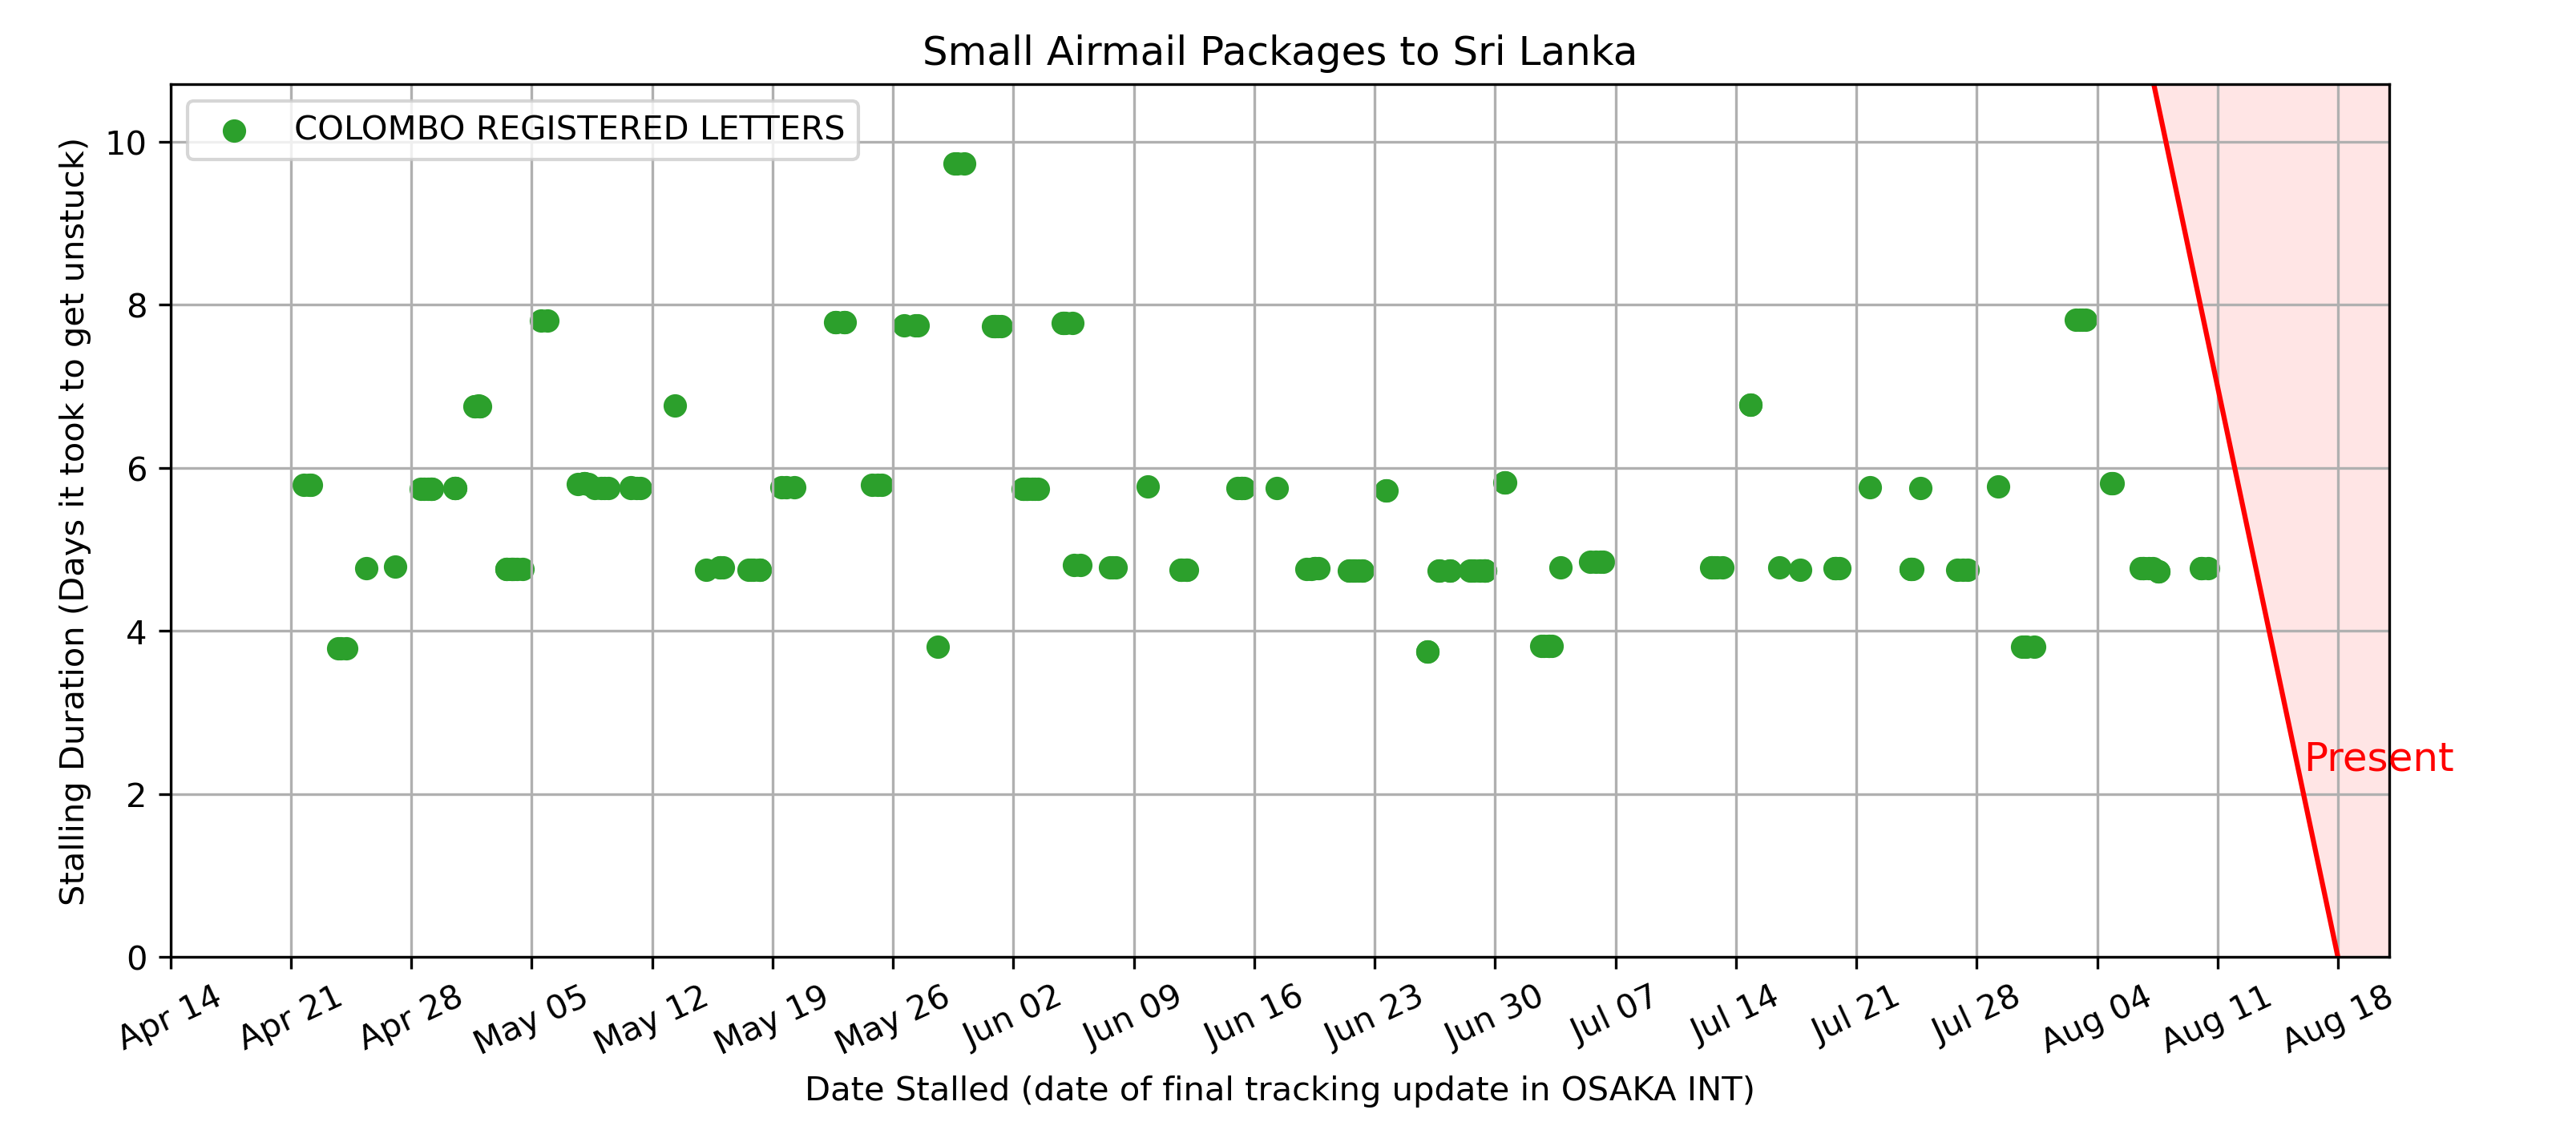 Small Airmail Packages to Sri Lanka
COLOMBO REGISTERED LETTERS
Stalling Duration (Days it took to get unstuck)
10
8
6
4
2
0
Present
Apr 14
Apr 21
Apr 28
May 05
May 12
May 19
May 26
Jun 02
Jun 09
Jun 16
Jun 23
Jun 30
Jul 07
Jul 14
Jul 21
Jul 28
Aug 04
Aug 11
Aug 18
Date Stalled (date of final tracking update in OSAKA INT)